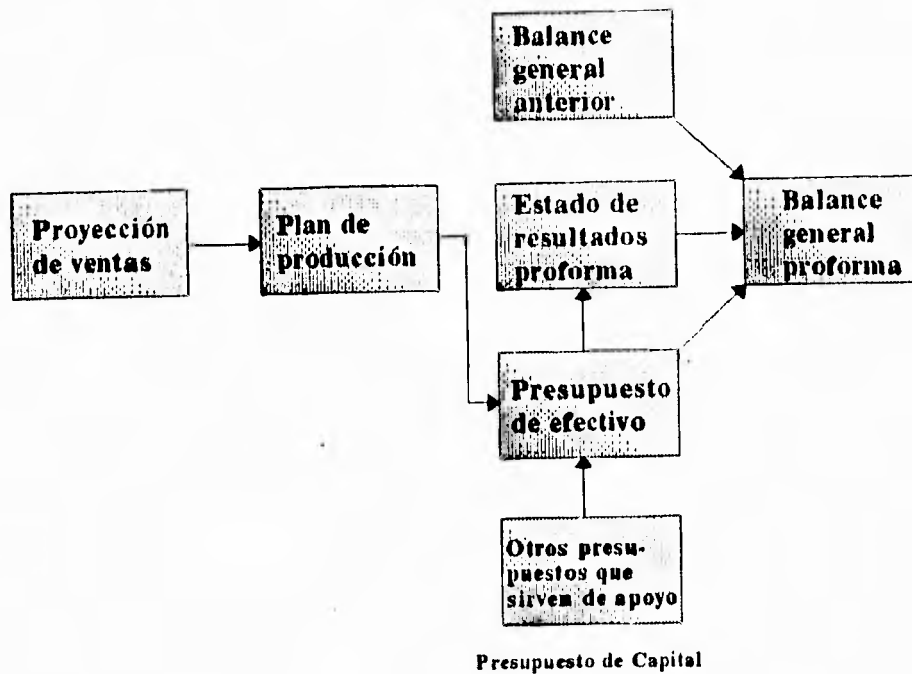 Balance
general
anterior
Proyección
de ventas
Plan de
producción
Estado de
resultados
proforma
Balance
general
proforma
Presupuesto
de efectivo
Otros presu-
puestos que
sirven de apoyo
Presupuesto de Capital